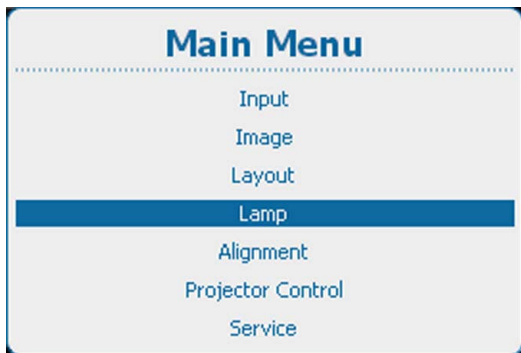 Main Menu
Input
Image
Layout
Lamp
Alignment
Projector Control
Service